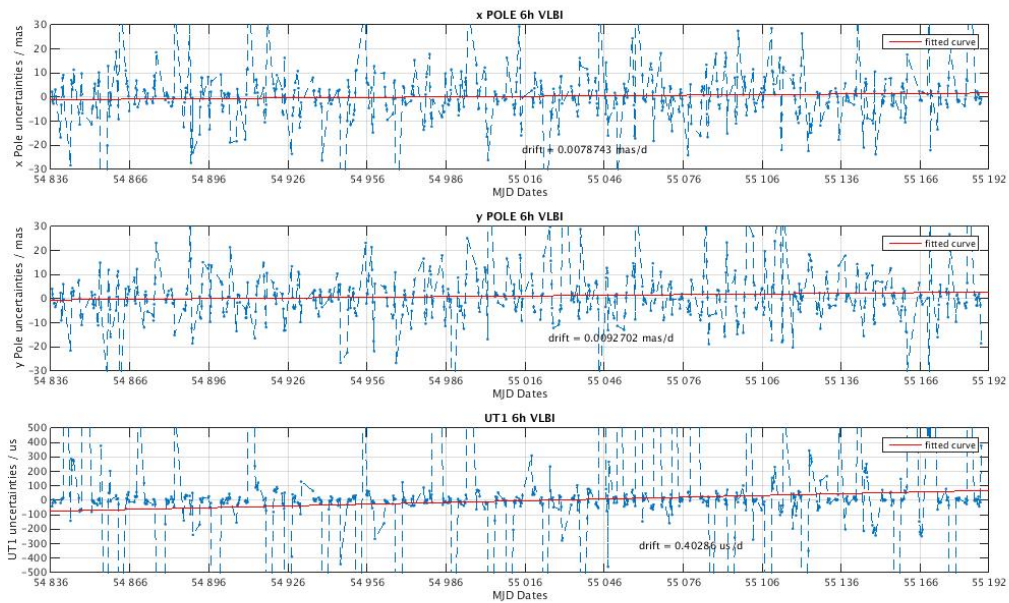 x POLE 6h VLBI
x Pole uncertainties / mas
30
20
10
0
-10
-20
-30
fitted curve
drift = 0.0078743 mas/d
54 836 54 866 54 896 54 926 54 956 54 986 55 016 55 046 55 076 55 106 55 136 55 166 55 192
MJD Dates
y POLE 6h VLBI
y Pole uncertainties / mas
30
20
10
0
-10
-20
-30
fitted curve
drift = 0.0092702 mas/d
54 836 54 866 54 896 54 926 54 956 54 986 55 016 55 046 55 076 55 106 55 136 55 166 55 192
MJD Dates
UT1 6h VLBI
UT1 uncertainties / us
500
400
300
200
100
0
-100
-200
-300
-400
-500
fitted curve
drift = 0.40286 us/d
54 836 54 866 54 896 54 926 54 956 54 986 55 016 55 046 55 076 55 106 55 136 55 166 55 192
MJD Dates